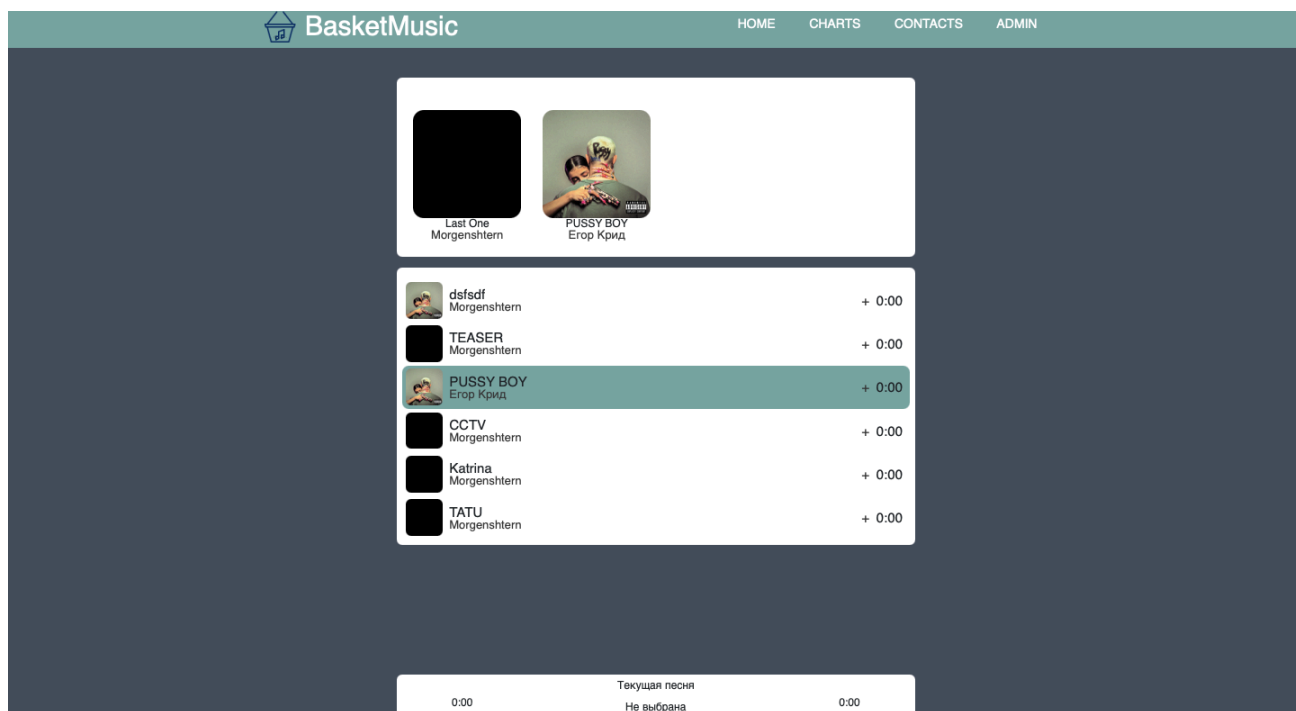 BasketMusic
HOME CHARTS CONTACTS ADMIN
Last One
Morgenshtern
PUSSY BOY
Егор Крид
dsfsdf
Morgenshtern
+ 0:00
TEASER
Morgenshtern
+ 0:00
PUSSY BOY
Егор Крид
+ 0:00
CCTV
Morgenshtern
+ 0:00
Katrina
Morgenshtern
+ 0:00
TATU
Morgenshtern
+ 0:00
Текущая песня
0:00 Не выбрана 0:00